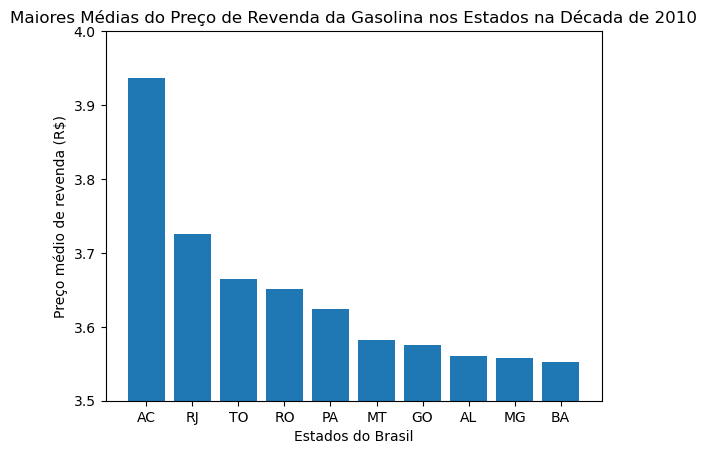 Maiores Médias do Preço de Revenda da Gasolina nos Estados na Década de 2010
4.0
3.9
3.8
3.7
3.6
3.5
Preço médio de revenda (R$)
AC RJ TO RO PA MT GO AL MG BA
Estados do Brasil